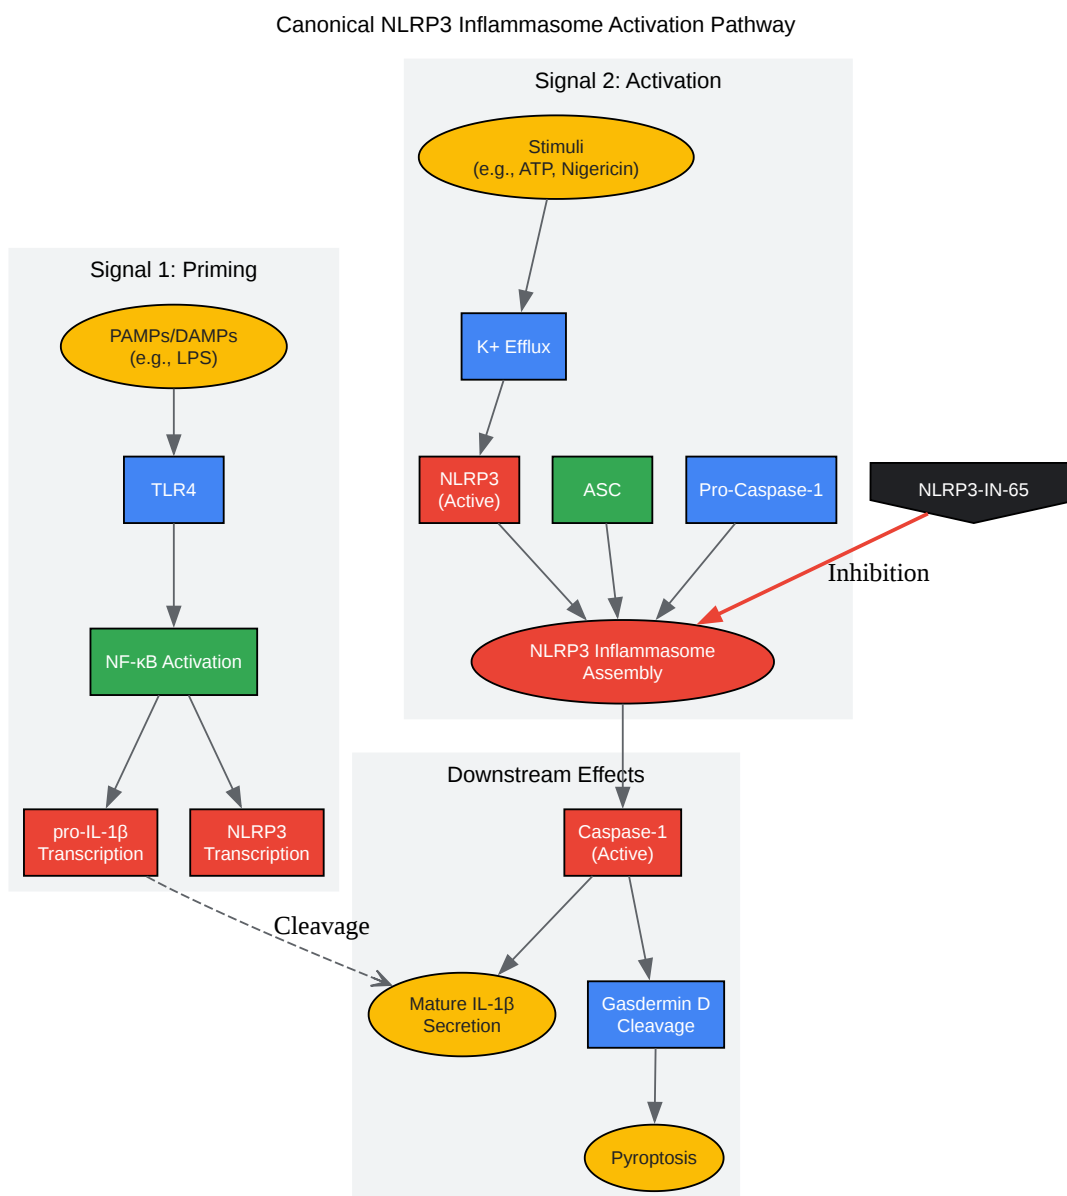 Canonical NLRP3 Inflammasome Activation Pathway
Signal 2: Activation
Stimuli
(e.g., ATP, Nigericin)
K+ Efflux
NLRP3
(Active)
ASC
Pro-Caspase-1
NLRP3-IN-65
Inhibition
NLRP3 Inflammasome
Assembly
Signal 1: Priming
PAMPs/DAMPs
(e.g., LPS)
TLR4
NF-κB Activation
pro-IL-1β
Transcription
NLRP3
Transcription
Cleavage
Downstream Effects
Caspase-1
(Active)
Mature IL-1β
Secretion
Gasdermin D
Cleavage
Pyroptosis